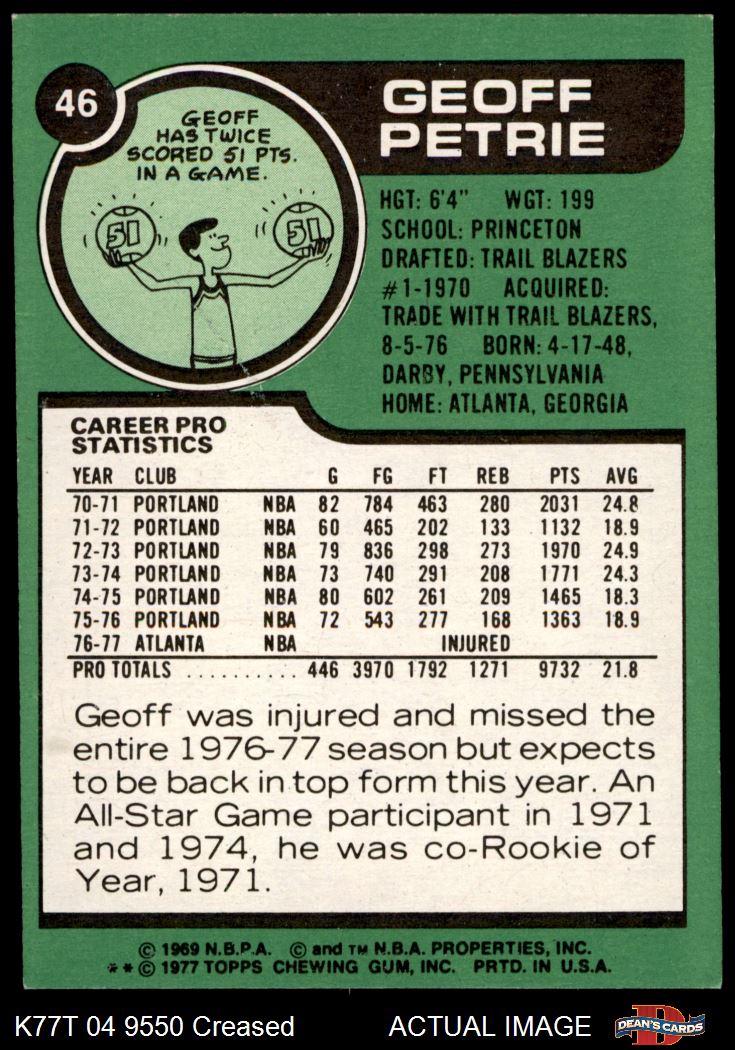 46
GEOFF
HAS TWICE
SCORED 51 PTS.
IN A GAME.
51 51
GEOFF
PETRIE
HGT: 6'4" WGT: 199
SCHOOL: PRINCETON
DRAFTED: TRAIL BLAZERS
#1-1970 ACQUIRED:
TRADE WITH TRAIL BLAZERS,
8-5-76 BORN: 4-17-48,
DARBY, PENNSYLVANIA
HOME: ATLANTA, GEORGIA
CAREER PRO
STATISTICS
YEAR CLUB G FG FT REB PTS AVG
70-71 PORTLAND NBA 82 784 463 280 2031 24.8
71-72 PORTLAND NBA 60 465 202 133 1132 18.9
72-73 PORTLAND NBA 79 836 298 273 1970 24.9
73-74 PORTLAND NBA 73 740 291 208 1771 24.3
74-75 PORTLAND NBA 80 602 261 209 1465 18.3
75-76 PORTLAND NBA 72 543 277 168 1363 18.9
76-77 ATLANTA NBA INJURED
PRO TOTALS .......... 446 3970 1792 1271 9732 21.8
Geoff was injured and missed the
entire 1976-77 season but expects
to be back in top form this year. An
All-Star Game participant in 1971
and 1974, he was co-Rookie of
Year, 1971.
© 1969 N.B.P.A. © and TM N.B.A. PROPERTIES, INC.
* * © 1977 TOPPS CHEWING GUM, INC. PRTD. IN U.S.A.
K77T 04 9550 Creased ACTUAL IMAGE D DEAN'S CARDS